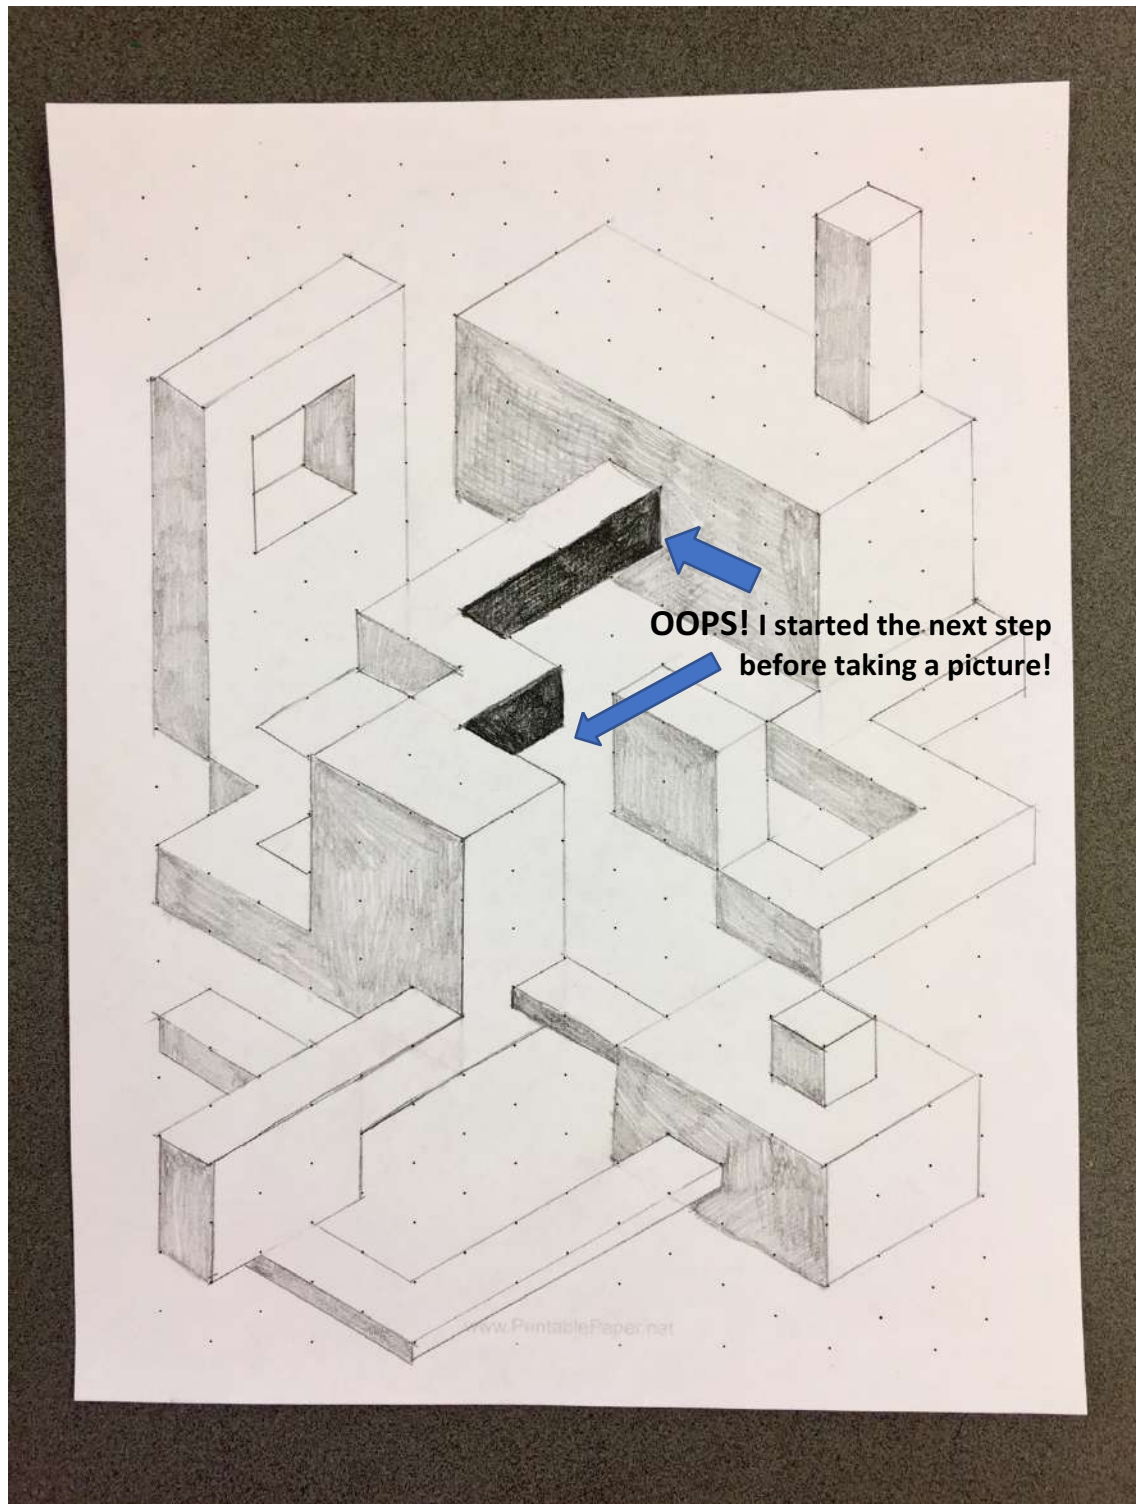 OOPS! I started the next step
before taking a picture!
www.PrintablePaper.net